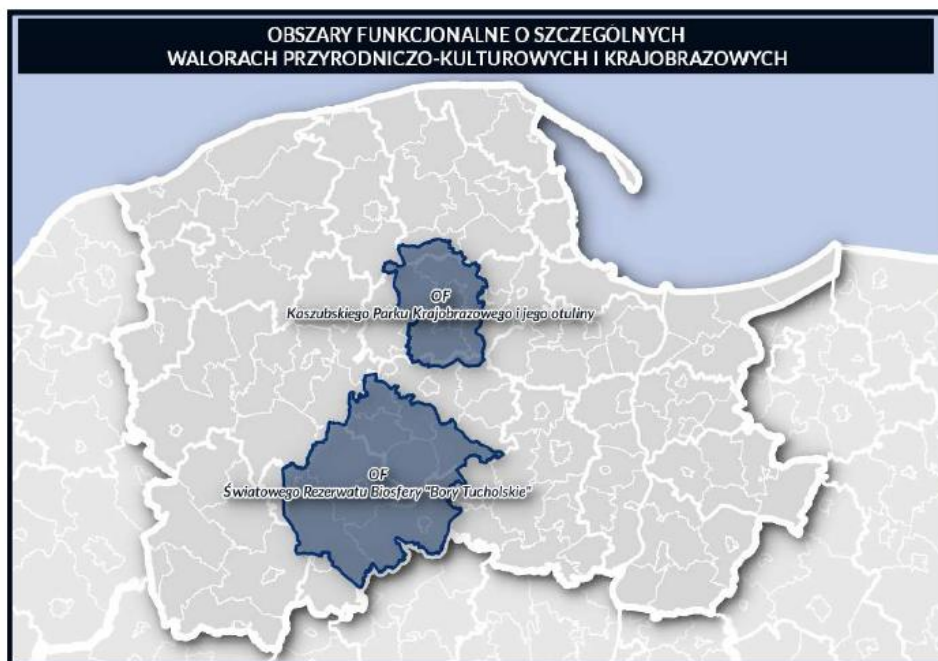 OBSZARY FUNKCJONALNE O SZCZEGÓLNYCH
WALORACH PRZYRODNICZO-KULTUROWYCH I KRAJOBRAZOWYCH
OF
Kaszubskiego Parku Krajobrazowego i jego otuliny
OF
Światowego Rezerwatu Biosfery "Bory Tucholskie"